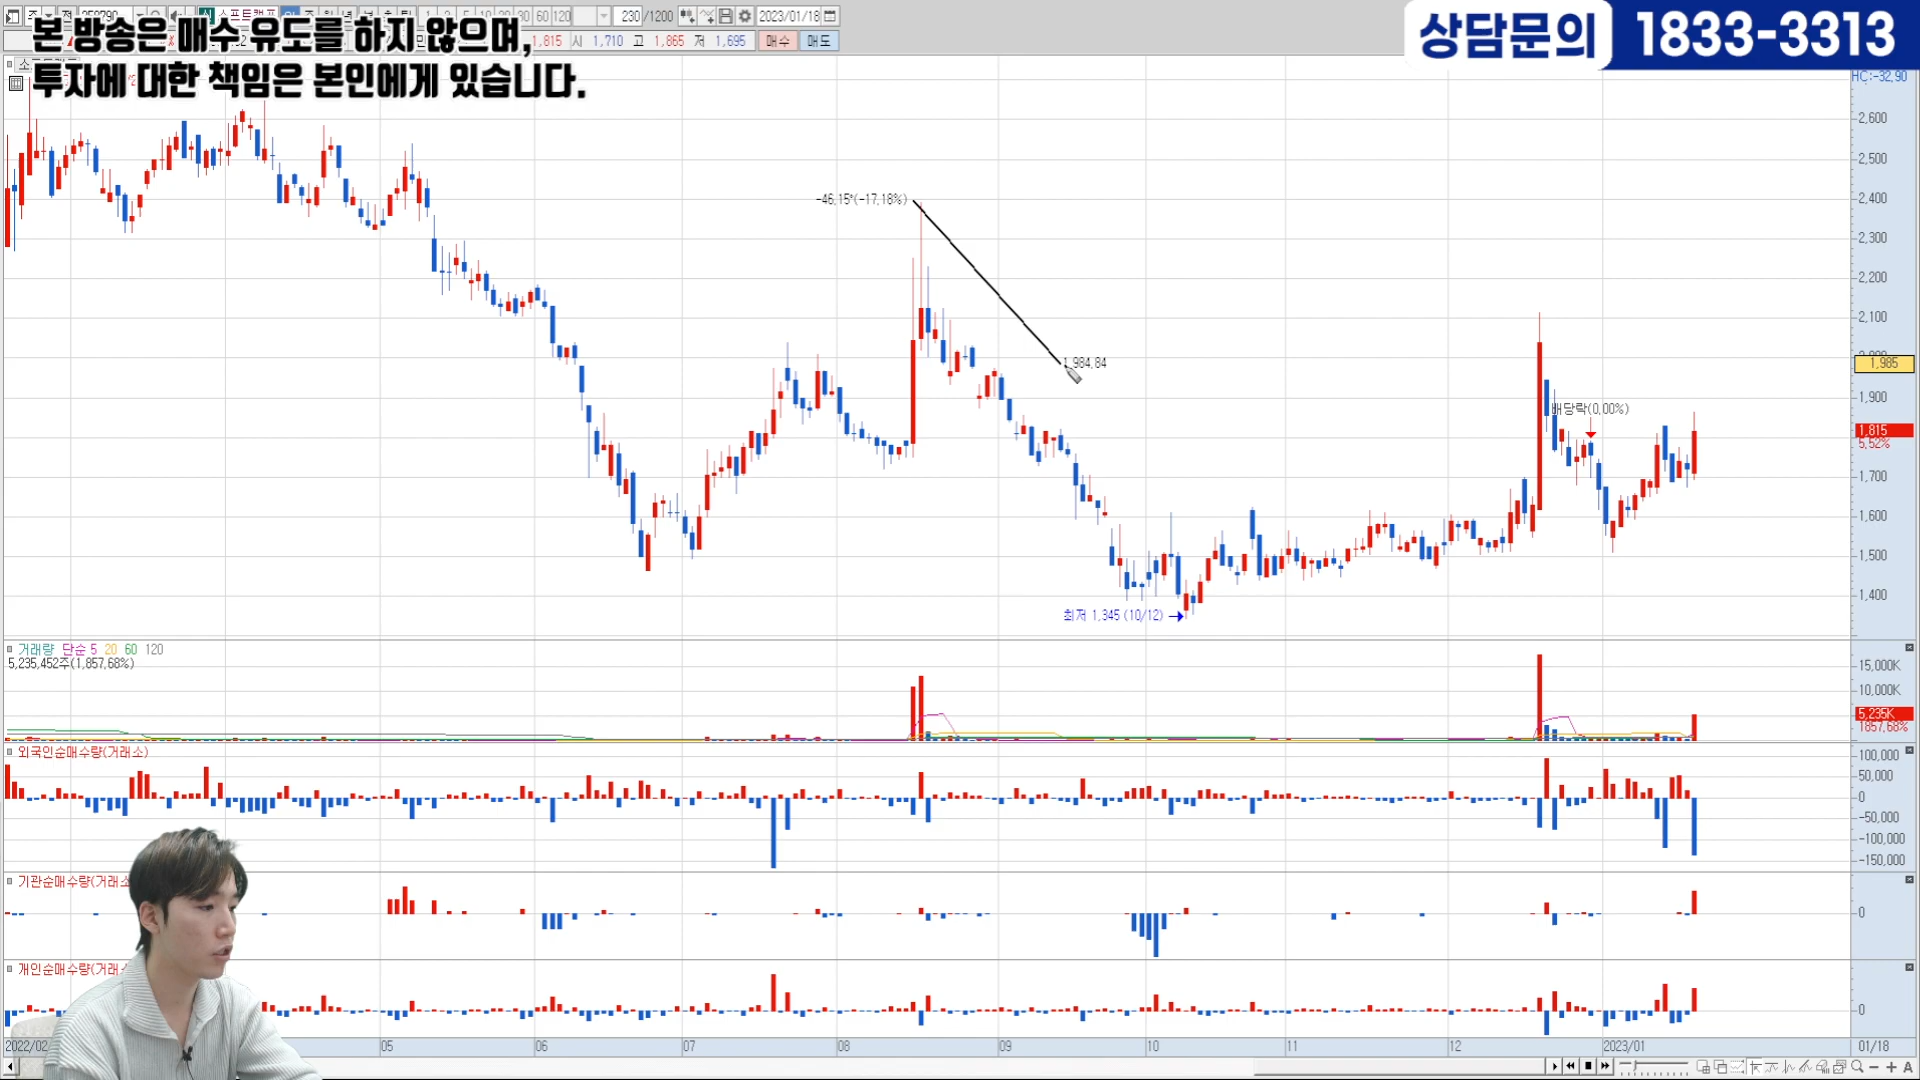 본 방송은 매수 유도를 하지 않으며,
투자에 대한 책임은 본인에게 있습니다.
상담문의 1833-3313
230 /1200 2023/01/18
1,815 시 1,710 고 1,865 저 1,695 매수 매도
HC:-32,90
2,600
2,500
2,400
2,300
2,200
2,100
1,985
1,900
1,815
5,52%
1,700
1,600
1,500
1,400
-46,15°(-17,18%)
1,984,84
배당락(0,00%)
최저 1,345 (10/12)
거래량 단순 5 20 60 120
5,235,452주(1,857,68%)
15,000K
10,000K
5,235K
1857,68%
외국인순매수량(거래소)
100,000
50,000
0
-50,000
-100,000
-150,000
기관순매수량(거래소
0
개인순매수량(거래소
0
2022/02 05 06 07 08 09 10 11 12 2023/01 01/18